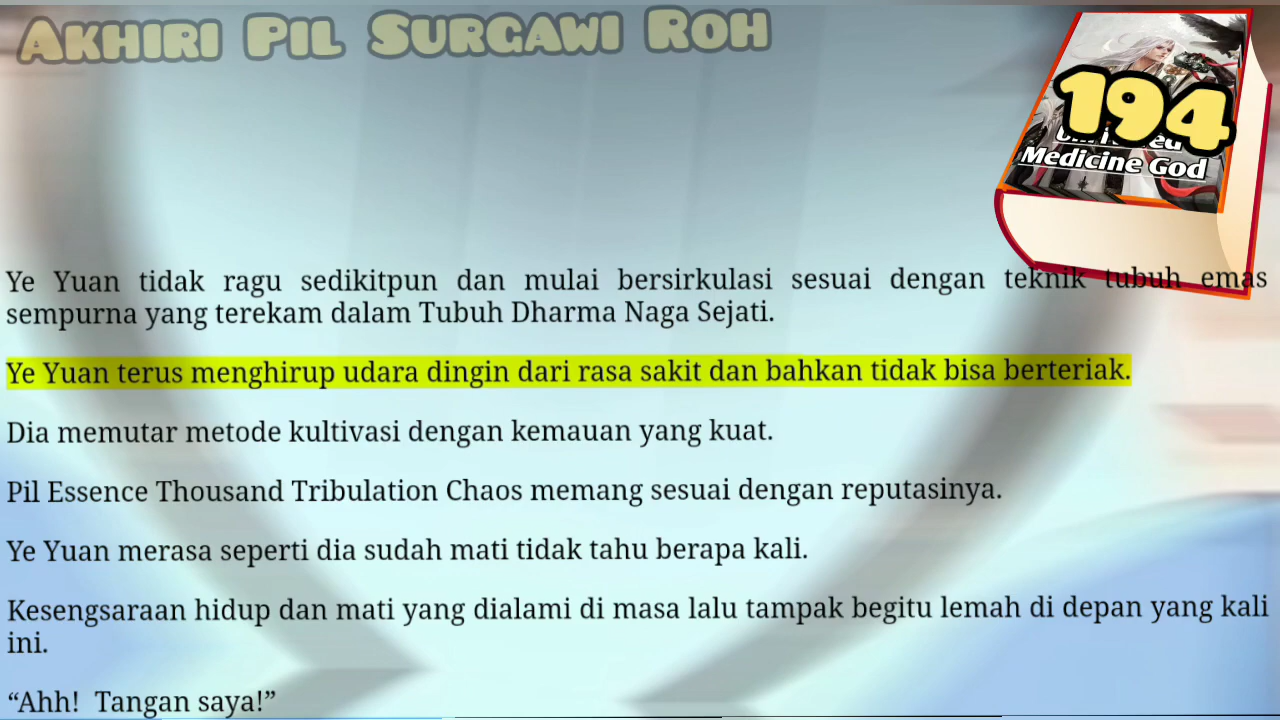 Akhiri Pil Surgawi Roh
194
Medicine God
Ye Yuan tidak ragu sedikitpun dan mulai bersirkulasi sesuai dengan teknik tubuh emas
sempurna yang terekam dalam Tubuh Dharma Naga Sejati.
Ye Yuan terus menghirup udara dingin dari rasa sakit dan bahkan tidak bisa berteriak.
Dia memutar metode kultivasi dengan kemauan yang kuat.
Pil Essence Thousand Tribulation Chaos memang sesuai dengan reputasinya.
Ye Yuan merasa seperti dia sudah mati tidak tahu berapa kali.
Kesengsaraan hidup dan mati yang dialami di masa lalu tampak begitu lemah di depan yang kali
ini.
“Ahh!  Tangan saya!”